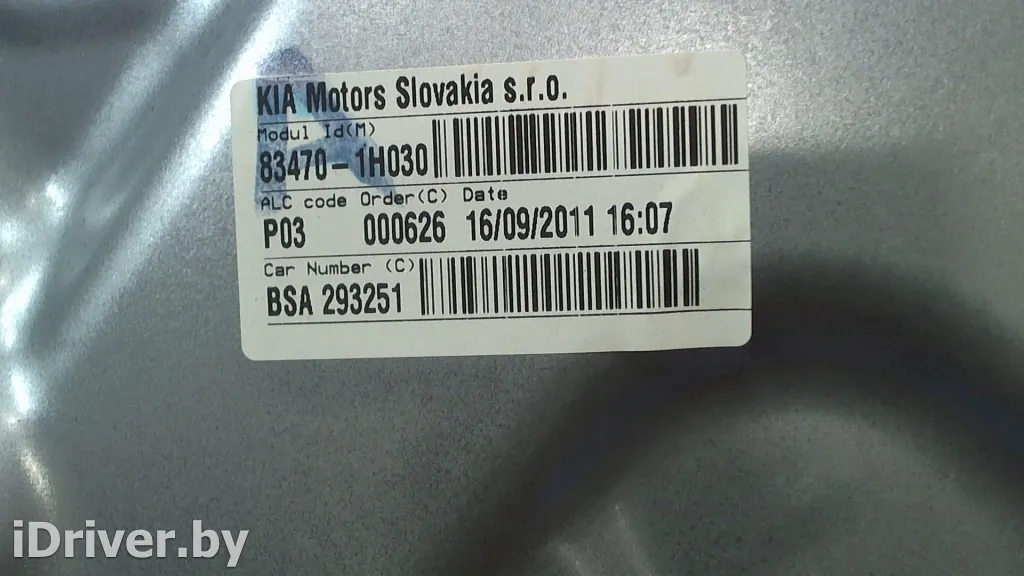 KIA Motors Slovakia s.r.o.
Modul Id(M)
83470-1H030
ALC code Order(C) Date
P03 000626 16/09/2011 16:07
Car Number (C)
BSA 293251
iDriver.by